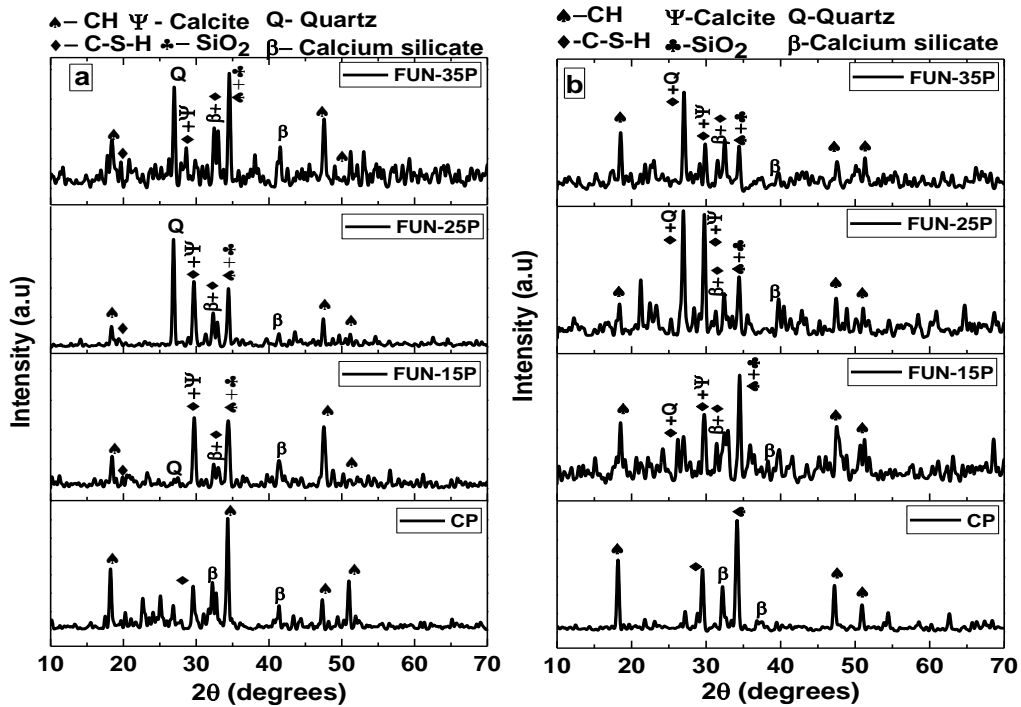 ♠– CH Ψ - Calcite Q- Quartz
♦– C-S-H ♣– SiO2 β– Calcium silicate
a
FUN-35P
♠
♦
Q
♦+Ψ
β+♦
♠+♣
β
♠
♠
FUN-25P
♠
♦
Q
♦+Ψ
β+♦
♠+♣
β
♠
♠
FUN-15P
♠
♦
Q
♦+Ψ
β+♦
♠+♣
β
♠
♠
CP
♠
♦
β
♠
β
♠
♠
Intensity (a.u)
10 20 30 40 50 60 70
2θ (degrees)
♠–CH Ψ-Calcite Q-Quartz
♦-C-S-H ♣-SiO2 β-Calcium silicate
b
FUN-35P
♠
♦+Q
♦+Ψ
β+♦
♠+♣
β
♠
♠
FUN-25P
♠
♦+Q
♦+Ψ
β+♦
♠+♣
β
♠
♠
FUN-15P
♠
♦+Q
♦+Ψ
β+♦
♠+♣
β
♠
♠
CP
♠
♦
β
♠
β
♠
♠
Intensity (a.u)
10 20 30 40 50 60 70
2θ (degrees)